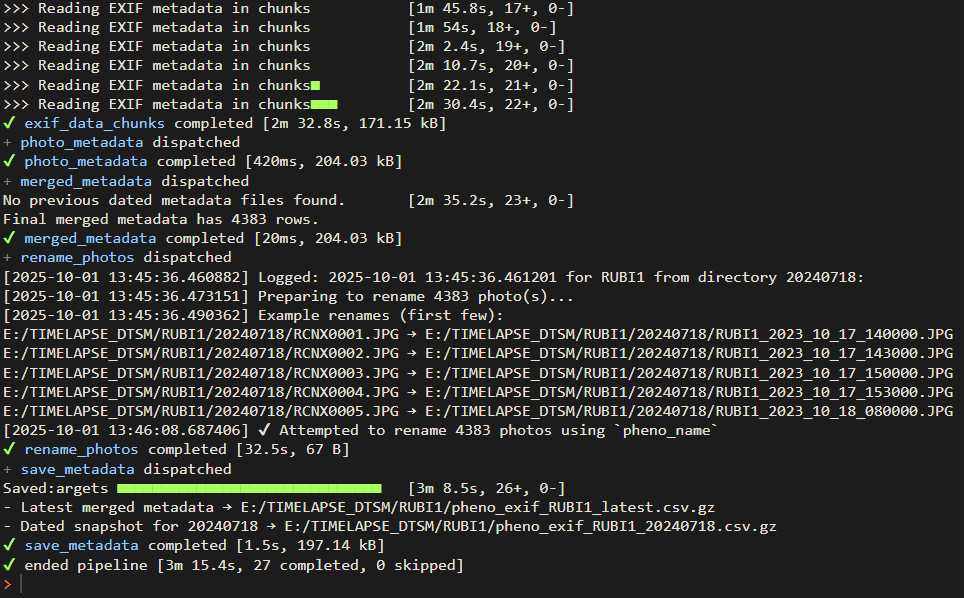 >>> Reading EXIF metadata in chunks [1m 45.8s, 17+, 0-]
>>> Reading EXIF metadata in chunks [1m 54s, 18+, 0-]
>>> Reading EXIF metadata in chunks [2m 2.4s, 19+, 0-]
>>> Reading EXIF metadata in chunks [2m 10.7s, 20+, 0-]
>>> Reading EXIF metadata in chunks■ [2m 22.1s, 21+, 0-]
>>> Reading EXIF metadata in chunks■■■ [2m 30.4s, 22+, 0-]
✔ exif_data_chunks completed [2m 32.8s, 171.15 kB]
+ photo_metadata dispatched
✔ photo_metadata completed [420ms, 204.03 kB]
+ merged_metadata dispatched
No previous dated metadata files found. [2m 35.2s, 23+, 0-]
Final merged metadata has 4383 rows.
✔ merged_metadata completed [20ms, 204.03 kB]
+ rename_photos dispatched
[2025-10-01 13:45:36.460882] Logged: 2025-10-01 13:45:36.461201 for RUBI1 from directory 20240718:
[2025-10-01 13:45:36.473151] Preparing to rename 4383 photo(s)...
[2025-10-01 13:45:36.490362] Example renames (first few):
E:/TIMELAPSE_DTSM/RUBI1/20240718/RCNX0001.JPG → E:/TIMELAPSE_DTSM/RUBI1/20240718/RUBI1_2023_10_17_140000.JPG
E:/TIMELAPSE_DTSM/RUBI1/20240718/RCNX0002.JPG → E:/TIMELAPSE_DTSM/RUBI1/20240718/RUBI1_2023_10_17_143000.JPG
E:/TIMELAPSE_DTSM/RUBI1/20240718/RCNX0003.JPG → E:/TIMELAPSE_DTSM/RUBI1/20240718/RUBI1_2023_10_17_150000.JPG
E:/TIMELAPSE_DTSM/RUBI1/20240718/RCNX0004.JPG → E:/TIMELAPSE_DTSM/RUBI1/20240718/RUBI1_2023_10_17_153000.JPG
E:/TIMELAPSE_DTSM/RUBI1/20240718/RCNX0005.JPG → E:/TIMELAPSE_DTSM/RUBI1/20240718/RUBI1_2023_10_18_080000.JPG
[2025-10-01 13:46:08.687406] ✔ Attempted to rename 4383 photos using `pheno_name`
✔ rename_photos completed [32.5s, 67 B]
+ save_metadata dispatched
Saved:argets ■■■■■■■■■■■■■■■■■■■■■■■■■■■■■■ [3m 8.5s, 26+, 0-]
- Latest merged metadata → E:/TIMELAPSE_DTSM/RUBI1/pheno_exif_RUBI1_latest.csv.gz
- Dated snapshot for 20240718 → E:/TIMELAPSE_DTSM/RUBI1/pheno_exif_RUBI1_20240718.csv.gz
✔ save_metadata completed [1.5s, 197.14 kB]
✔ ended pipeline [3m 15.4s, 27 completed, 0 skipped]
>